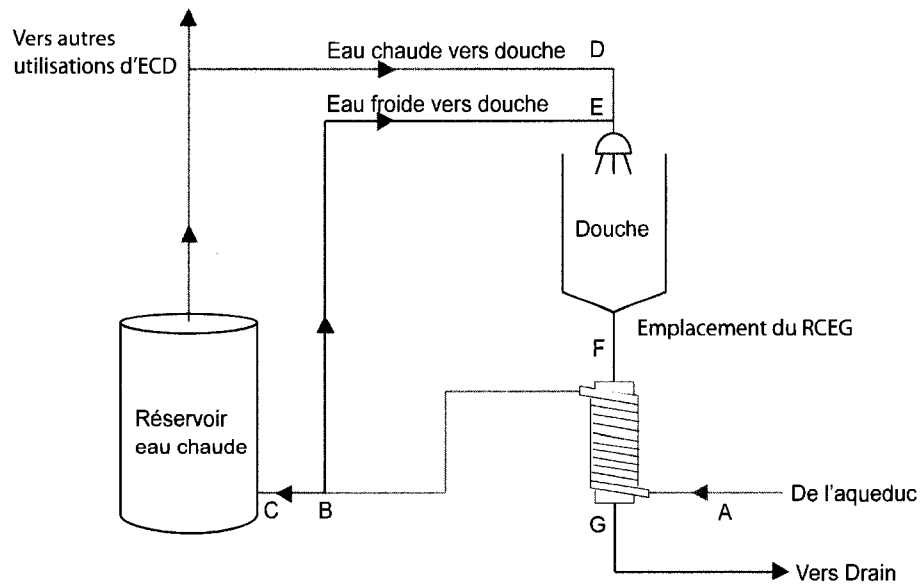 Vers autres
utilisations d'ECD
Eau chaude vers douche
D
Eau froide vers douche
E
Douche
Emplacement du RCEG
F
Réservoir
eau chaude
C
B
De l'aqueduc
A
G
Vers Drain